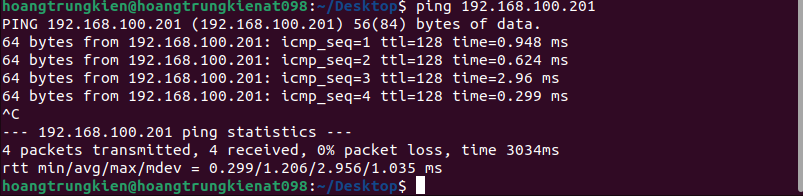 hoangtrungkien@hoangtrungkienat098:~/Desktop$ ping 192.168.100.201
PING 192.168.100.201 (192.168.100.201) 56(84) bytes of data.
64 bytes from 192.168.100.201: icmp_seq=1 ttl=128 time=0.948 ms
64 bytes from 192.168.100.201: icmp_seq=2 ttl=128 time=0.624 ms
64 bytes from 192.168.100.201: icmp_seq=3 ttl=128 time=2.96 ms
64 bytes from 192.168.100.201: icmp_seq=4 ttl=128 time=0.299 ms
^C
--- 192.168.100.201 ping statistics ---
4 packets transmitted, 4 received, 0% packet loss, time 3034ms
rtt min/avg/max/mdev = 0.299/1.206/2.956/1.035 ms
hoangtrungkien@hoangtrungkienat098:~/Desktop$